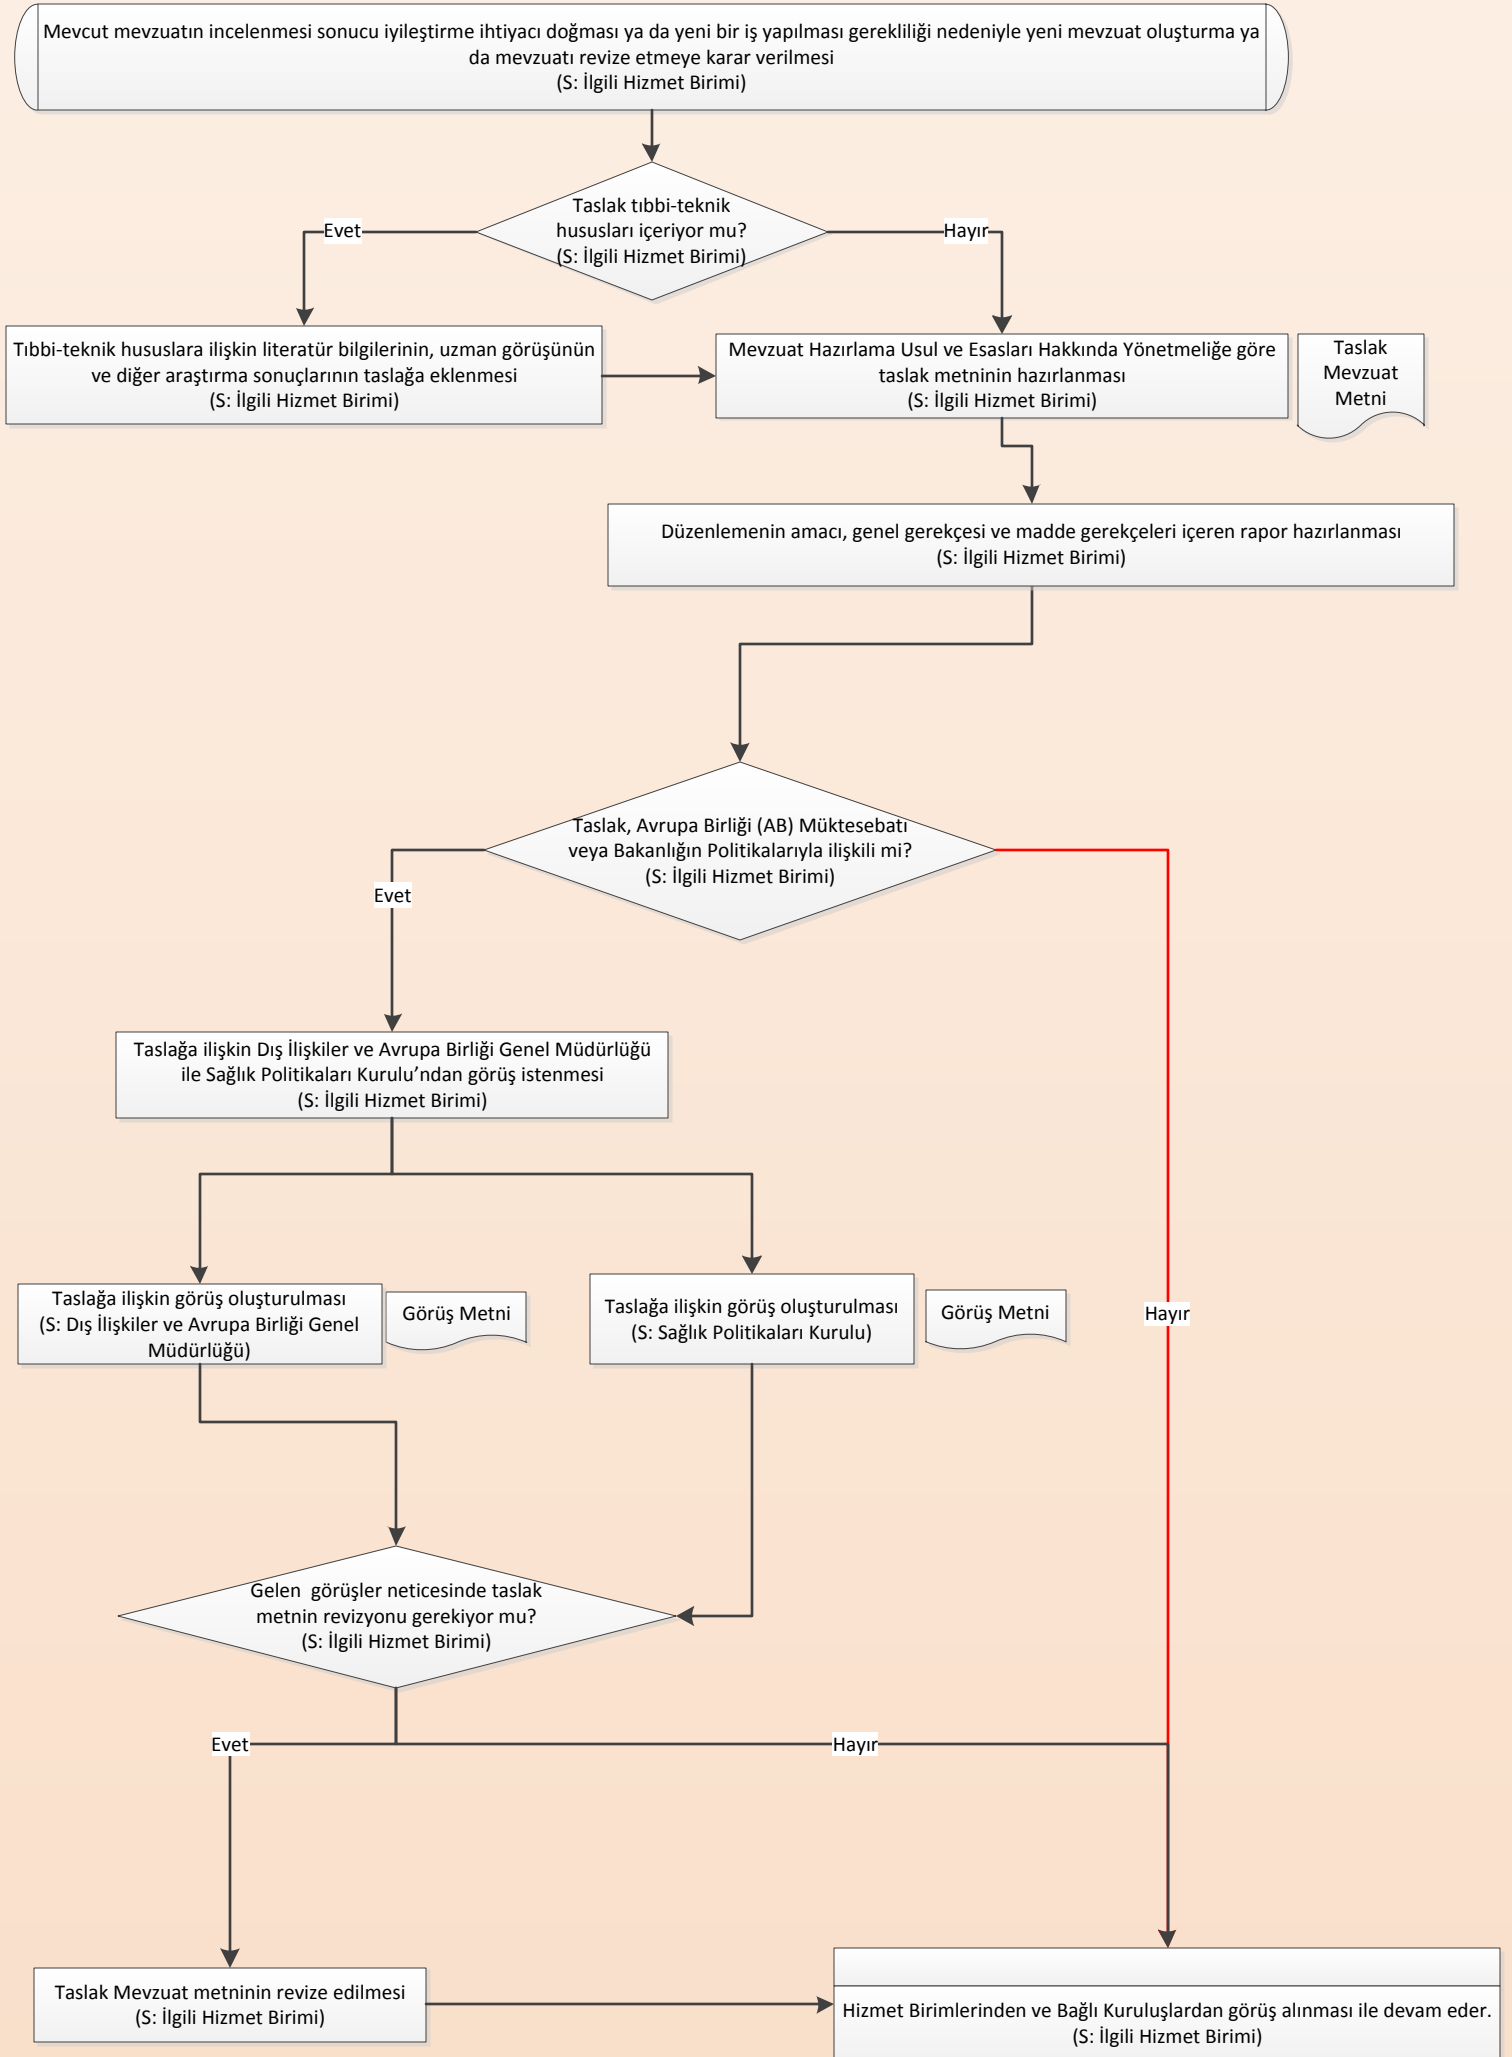 Mevcut mevzuatın incelenmesi sonucu iyileştirme ihtiyacı doğması ya da yeni bir iş yapılması gerekliliği nedeniyle yeni mevzuat oluşturma ya
da mevzuatı revize etmeye karar verilmesi
(S: İlgili Hizmet Birimi)
Taslak tıbbi-teknik
hususları içeriyor mu?
(S: İlgili Hizmet Birimi)
Evet
Hayır
Tıbbi-teknik hususlara ilişkin literatür bilgilerinin, uzman görüşünün
ve diğer araştırma sonuçlarının taslağa eklenmesi
(S: İlgili Hizmet Birimi)
Mevzuat Hazırlama Usul ve Esasları Hakkında Yönetmeliğe göre
taslak metninin hazırlanması
(S: İlgili Hizmet Birimi)
Taslak
Mevzuat
Metni
Düzenlemenin amacı, genel gerekçesi ve madde gerekçeleri içeren rapor hazırlanması
(S: İlgili Hizmet Birimi)
Taslak, Avrupa Birliği (AB) Müktesebatı
veya Bakanlığın Politikalarıyla ilişkili mi?
(S: İlgili Hizmet Birimi)
Evet
Taslağa ilişkin Dış İlişkiler ve Avrupa Birliği Genel Müdürlüğü
ile Sağlık Politikaları Kurulu’ndan görüş istenmesi
(S: İlgili Hizmet Birimi)
Taslağa ilişkin görüş oluşturulması
(S: Dış İlişkiler ve Avrupa Birliği Genel
Müdürlüğü)
Görüş Metni
Taslağa ilişkin görüş oluşturulması
(S: Sağlık Politikaları Kurulu)
Görüş Metni
Hayır
Gelen  görüşler neticesinde taslak
metnin revizyonu gerekiyor mu?
(S: İlgili Hizmet Birimi)
Evet
Hayır
Taslak Mevzuat metninin revize edilmesi
(S: İlgili Hizmet Birimi)
Hizmet Birimlerinden ve Bağlı Kuruluşlardan görüş alınması ile devam eder.
(S: İlgili Hizmet Birimi)